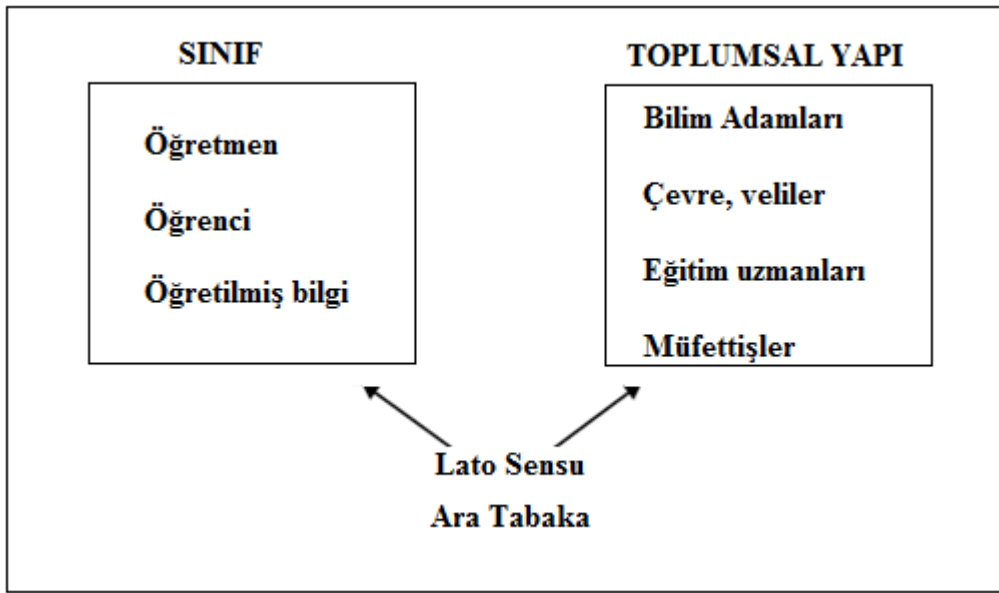 SINIF
Öğretmen
Öğrenci
Öğretilmiş bilgi
TOPLUMSAL YAPI
Bilim Adamları
Çevre, veliler
Eğitim uzmanları
Müfettişler
Lato Sensu
Ara Tabaka